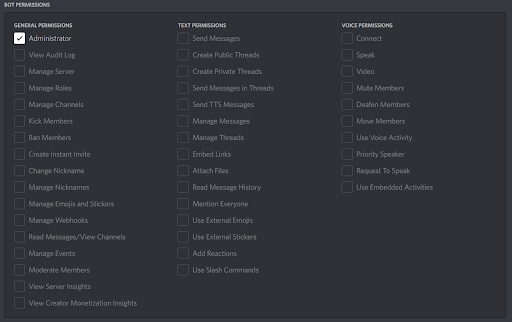 BOT PERMISSIONS
GENERAL PERMISSIONS
Administrator
View Audit Log
Manage Server
Manage Roles
Manage Channels
Kick Members
Ban Members
Create Instant Invite
Change Nickname
Manage Nicknames
Manage Emojis and Stickers
Manage Webhooks
Read Messages/View Channels
Manage Events
Moderate Members
View Server Insights
View Creator Monetization Insights
TEXT PERMISSIONS
Send Messages
Create Public Threads
Create Private Threads
Send Messages in Threads
Send TTS Messages
Manage Messages
Manage Threads
Embed Links
Attach Files
Read Message History
Mention Everyone
Use External Emojis
Use External Stickers
Add Reactions
Use Slash Commands
VOICE PERMISSIONS
Connect
Speak
Video
Mute Members
Deafen Members
Move Members
Use Voice Activity
Priority Speaker
Request To Speak
Use Embedded Activities